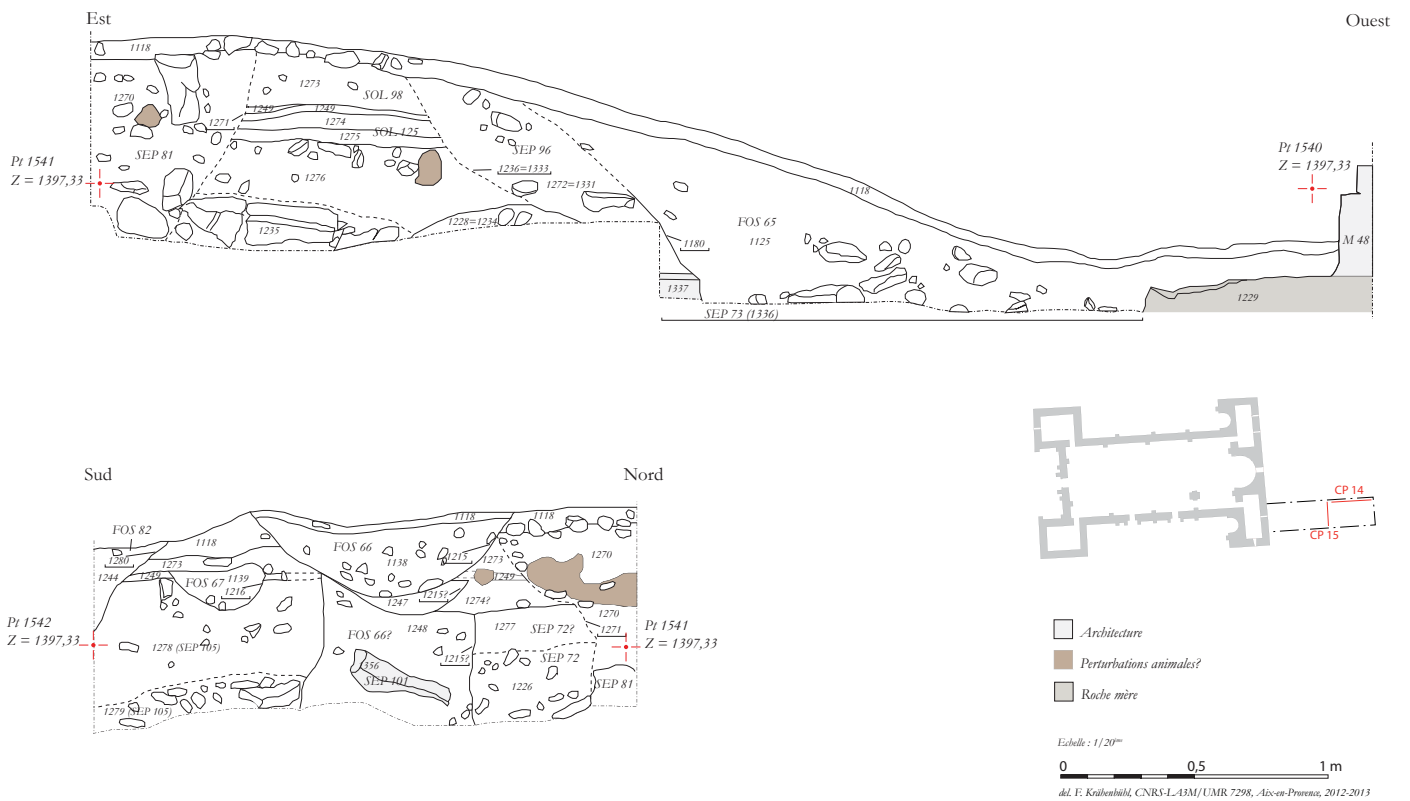 Est
Ouest
1118
1273
SOL 98
1270
1249
1249
1271
1274
1275
SOL 125
SEP 81
SEP 96
1236=1333
1276
1272=1331
Pt 1541
Z = 1397,33
Pt 1540
Z = 1397,33
1118
1228=1234
1235
FOS 65
1125
1180
M 48
1337
1229
SEP 73 (1336)
Sud
Nord
FOS 82
1118
1118
1118
1280
1273
FOS 66
1138
1215
1273
1270
1244
1249
FOS 67
1139
1216
1249
1247
1215?
1274?
1270
1271
Pt 1542
Z = 1397,33
FOS 66?
1248
1277
SEP 72?
Pt 1541
Z = 1397,33
1278 (SEP 105)
1215?
SEP 72
1356
SEP 101
1226
SEP 81
1279 (SEP 105)
CP 14
CP 15
Architecture
Perturbations animales?
Roche mère
Echelle : 1/20ème
0 0,5 1 m
del. F. Krähenbühl, CNRS-LA3M/UMR 7298, Aix-en-Provence, 2012-2013